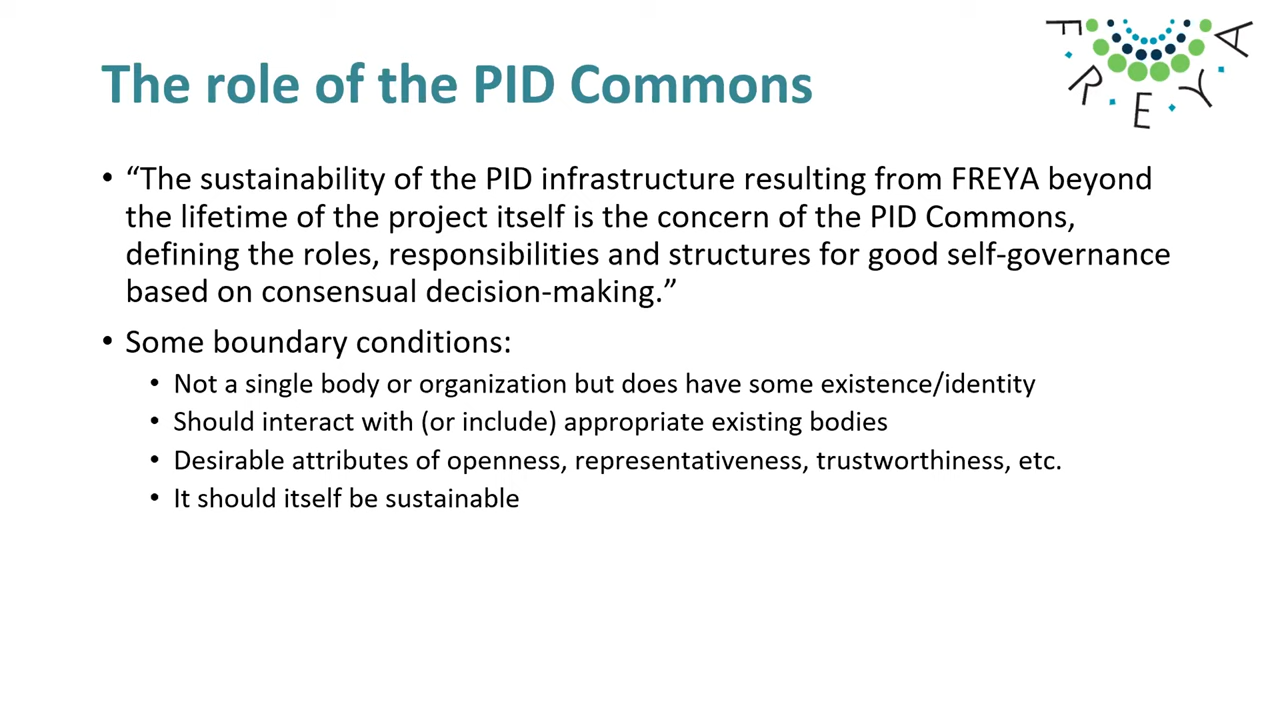 The role of the PID Commons
F R E Y A
• “The sustainability of the PID infrastructure resulting from FREYA beyond
the lifetime of the project itself is the concern of the PID Commons,
defining the roles, responsibilities and structures for good self-governance
based on consensual decision-making.”
• Some boundary conditions:
• Not a single body or organization but does have some existence/identity
• Should interact with (or include) appropriate existing bodies
• Desirable attributes of openness, representativeness, trustworthiness, etc.
• It should itself be sustainable